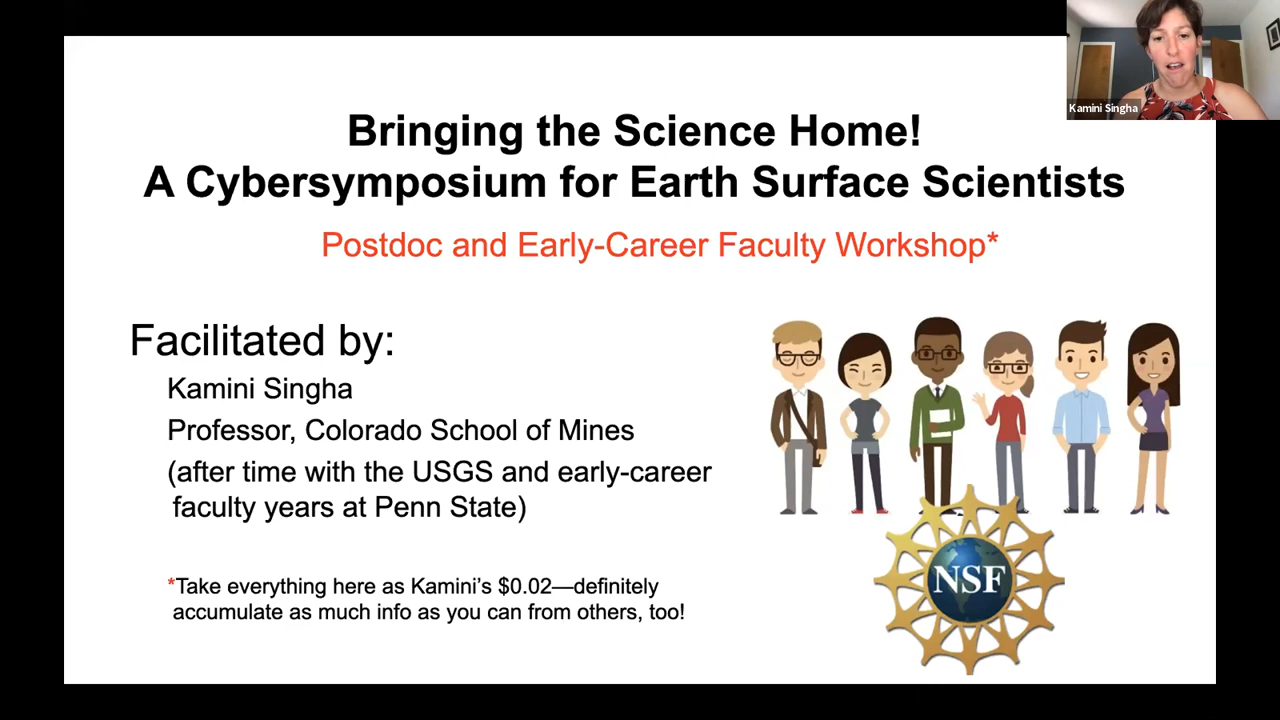 Kamini Singha
Bringing the Science Home!
A Cybersymposium for Earth Surface Scientists
Postdoc and Early-Career Faculty Workshop*
Facilitated by:
Kamini Singha
Professor, Colorado School of Mines
(after time with the USGS and early-career
faculty years at Penn State)
*Take everything here as Kamini’s $0.02—definitely
accumulate as much info as you can from others, too!
NSF